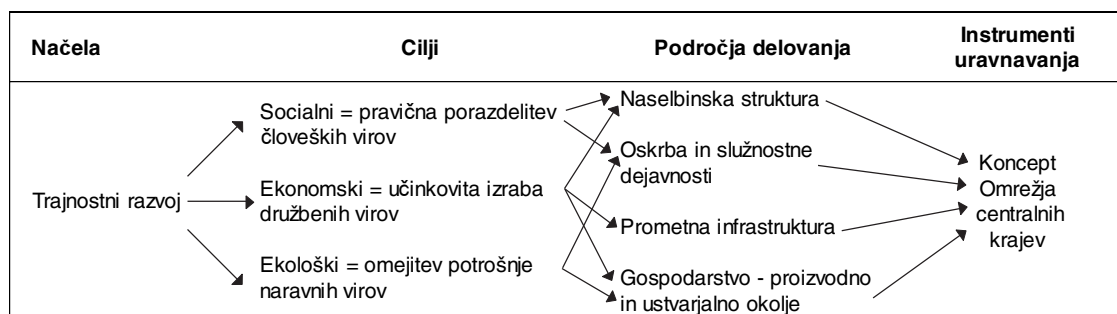 Načela
Cilji
Področja delovanja
Instrumenti
uravnavanja
Trajnostni razvoj
Socialni = pravična porazdelitev
človeških virov
Ekonomski = učinkovita izraba
družbenih virov
Ekološki = omejitev potrošnje
naravnih virov
Naselbinska struktura
Oskrba in služnostne
dejavnosti
Prometna infrastruktura
Gospodarstvo - proizvodno
in ustvarjalno okolje
Koncept
Omrežja
centralnih
krajev